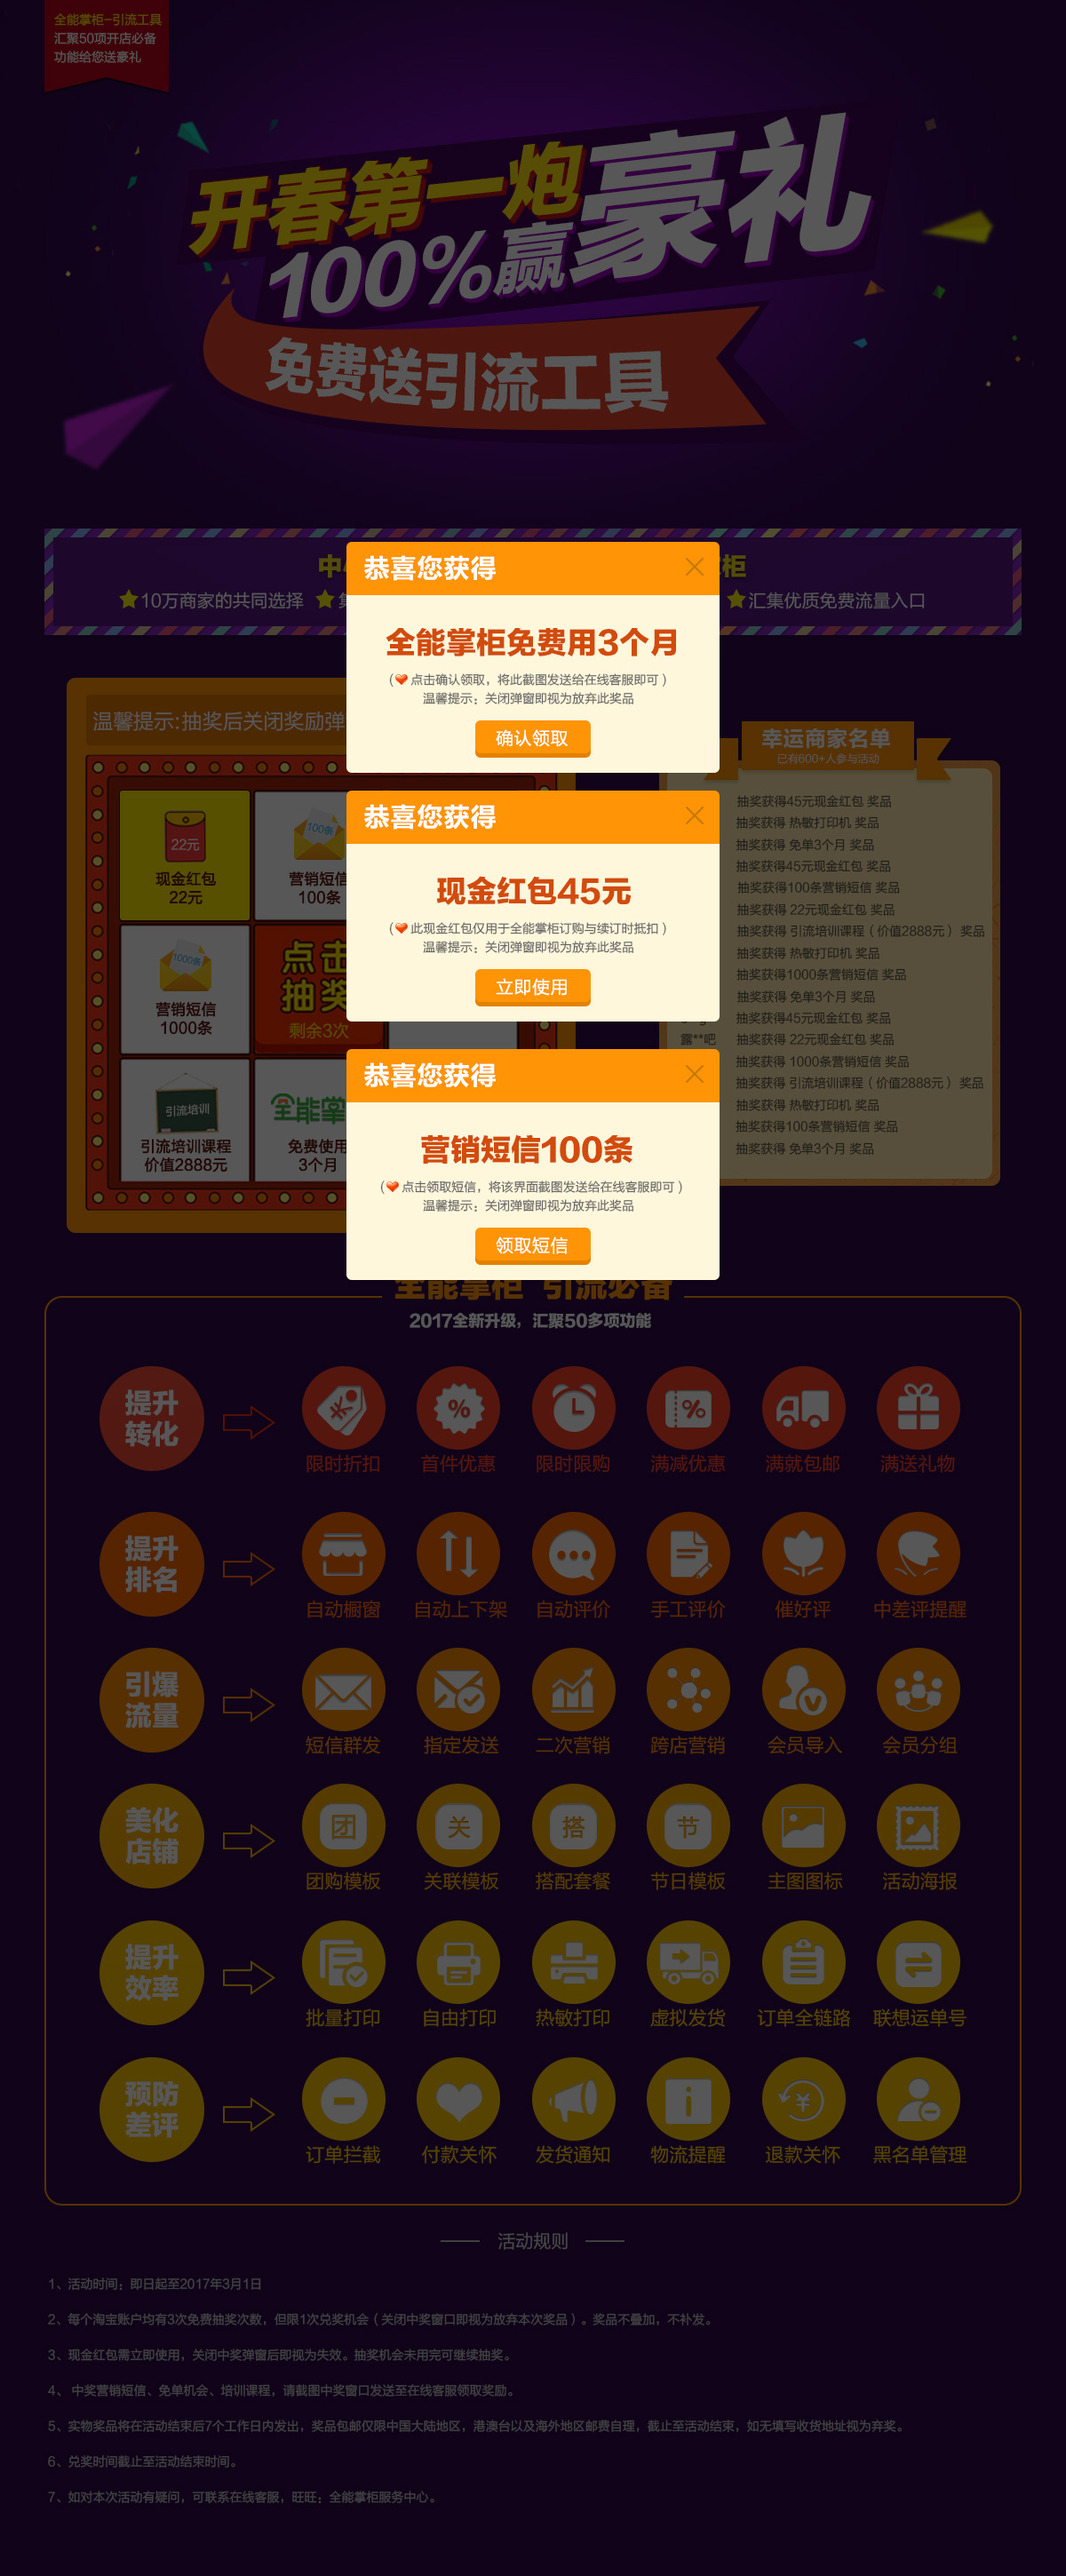 全能掌柜-引流工具
汇聚50项开店必备
功能给您送豪礼
开春第一炮
100%赢豪礼
免费送引流工具
10万商家的共同选择
汇集优质免费流量入口
恭喜您获得
全能掌柜免费用3个月
(点击确认领取，将此截图发送给在线客服即可)
温馨提示：关闭弹窗即视为放弃此奖品
确认领取
恭喜您获得
现金红包45元
(此现金红包仅用于全能掌柜订购与续订时抵扣)
温馨提示：关闭弹窗即视为放弃此奖品
立即使用
恭喜您获得
营销短信100条
(点击领取短信，将该界面截图发送给在线客服即可)
温馨提示：关闭弹窗即视为放弃此奖品
领取短信
温馨提示:抽奖后关闭奖励弹
22元
现金红包
22元
100条
营销短信
100条
1000条
营销短信
1000条
点击
抽奖
剩余3次
引流培训
引流培训课程
价值2888元
全能掌
免费使用
3个月
幸运商家名单
已有600+人参与活动
抽奖获得45元现金红包 奖品
抽奖获得 热敏打印机 奖品
抽奖获得 免单3个月 奖品
抽奖获得45元现金红包 奖品
抽奖获得100条营销短信 奖品
抽奖获得 22元现金红包 奖品
抽奖获得 引流培训课程（价值2888元） 奖品
抽奖获得 热敏打印机 奖品
抽奖获得1000条营销短信 奖品
抽奖获得 免单3个月 奖品
抽奖获得45元现金红包 奖品
露**吧 抽奖获得 22元现金红包 奖品
抽奖获得 1000条营销短信 奖品
抽奖获得 引流培训课程（价值2888元） 奖品
抽奖获得 热敏打印机 奖品
抽奖获得100条营销短信 奖品
抽奖获得 免单3个月 奖品
全能掌柜 引流必备
2017全新升级，汇聚50多项功能
提升
转化
限时折扣 首件优惠 限时限购 满减优惠 满就包邮 满送礼物
提升
排名
自动橱窗 自动上下架 自动评价 手工评价 催好评 中差评提醒
引爆
流量
短信群发 指定发送 二次营销 跨店营销 会员导入 会员分组
美化
店铺
团 关 搭 节
团购模板 关联模板 搭配套餐 节日模板 主图图标 活动海报
提升
效率
批量打印 自由打印 热敏打印 虚拟发货 订单全链路 联想运单号
预防
差评
订单拦截 付款关怀 发货通知 物流提醒 退款关怀 黑名单管理
活动规则
1、活动时间：即日起至2017年3月1日
2、每个淘宝账户均有3次免费抽奖次数，但限1次兑奖机会（关闭中奖窗口即视为放弃本次奖品）。奖品不叠加，不补发。
3、现金红包需立即使用，关闭中奖弹窗后即视为失效。抽奖机会未用完可继续抽奖。
4、 中奖营销短信、免单机会、培训课程，请截图中奖窗口发送至在线客服领取奖励。
5、实物奖品将在活动结束后7个工作日内发出，奖品包邮仅限中国大陆地区，港澳台以及海外地区邮费自理，截止至活动结束，如无填写收货地址视为弃奖。
6、兑奖时间截止至活动结束时间。
7、如对本次活动有疑问，可联系在线客服，旺旺：全能掌柜服务中心。